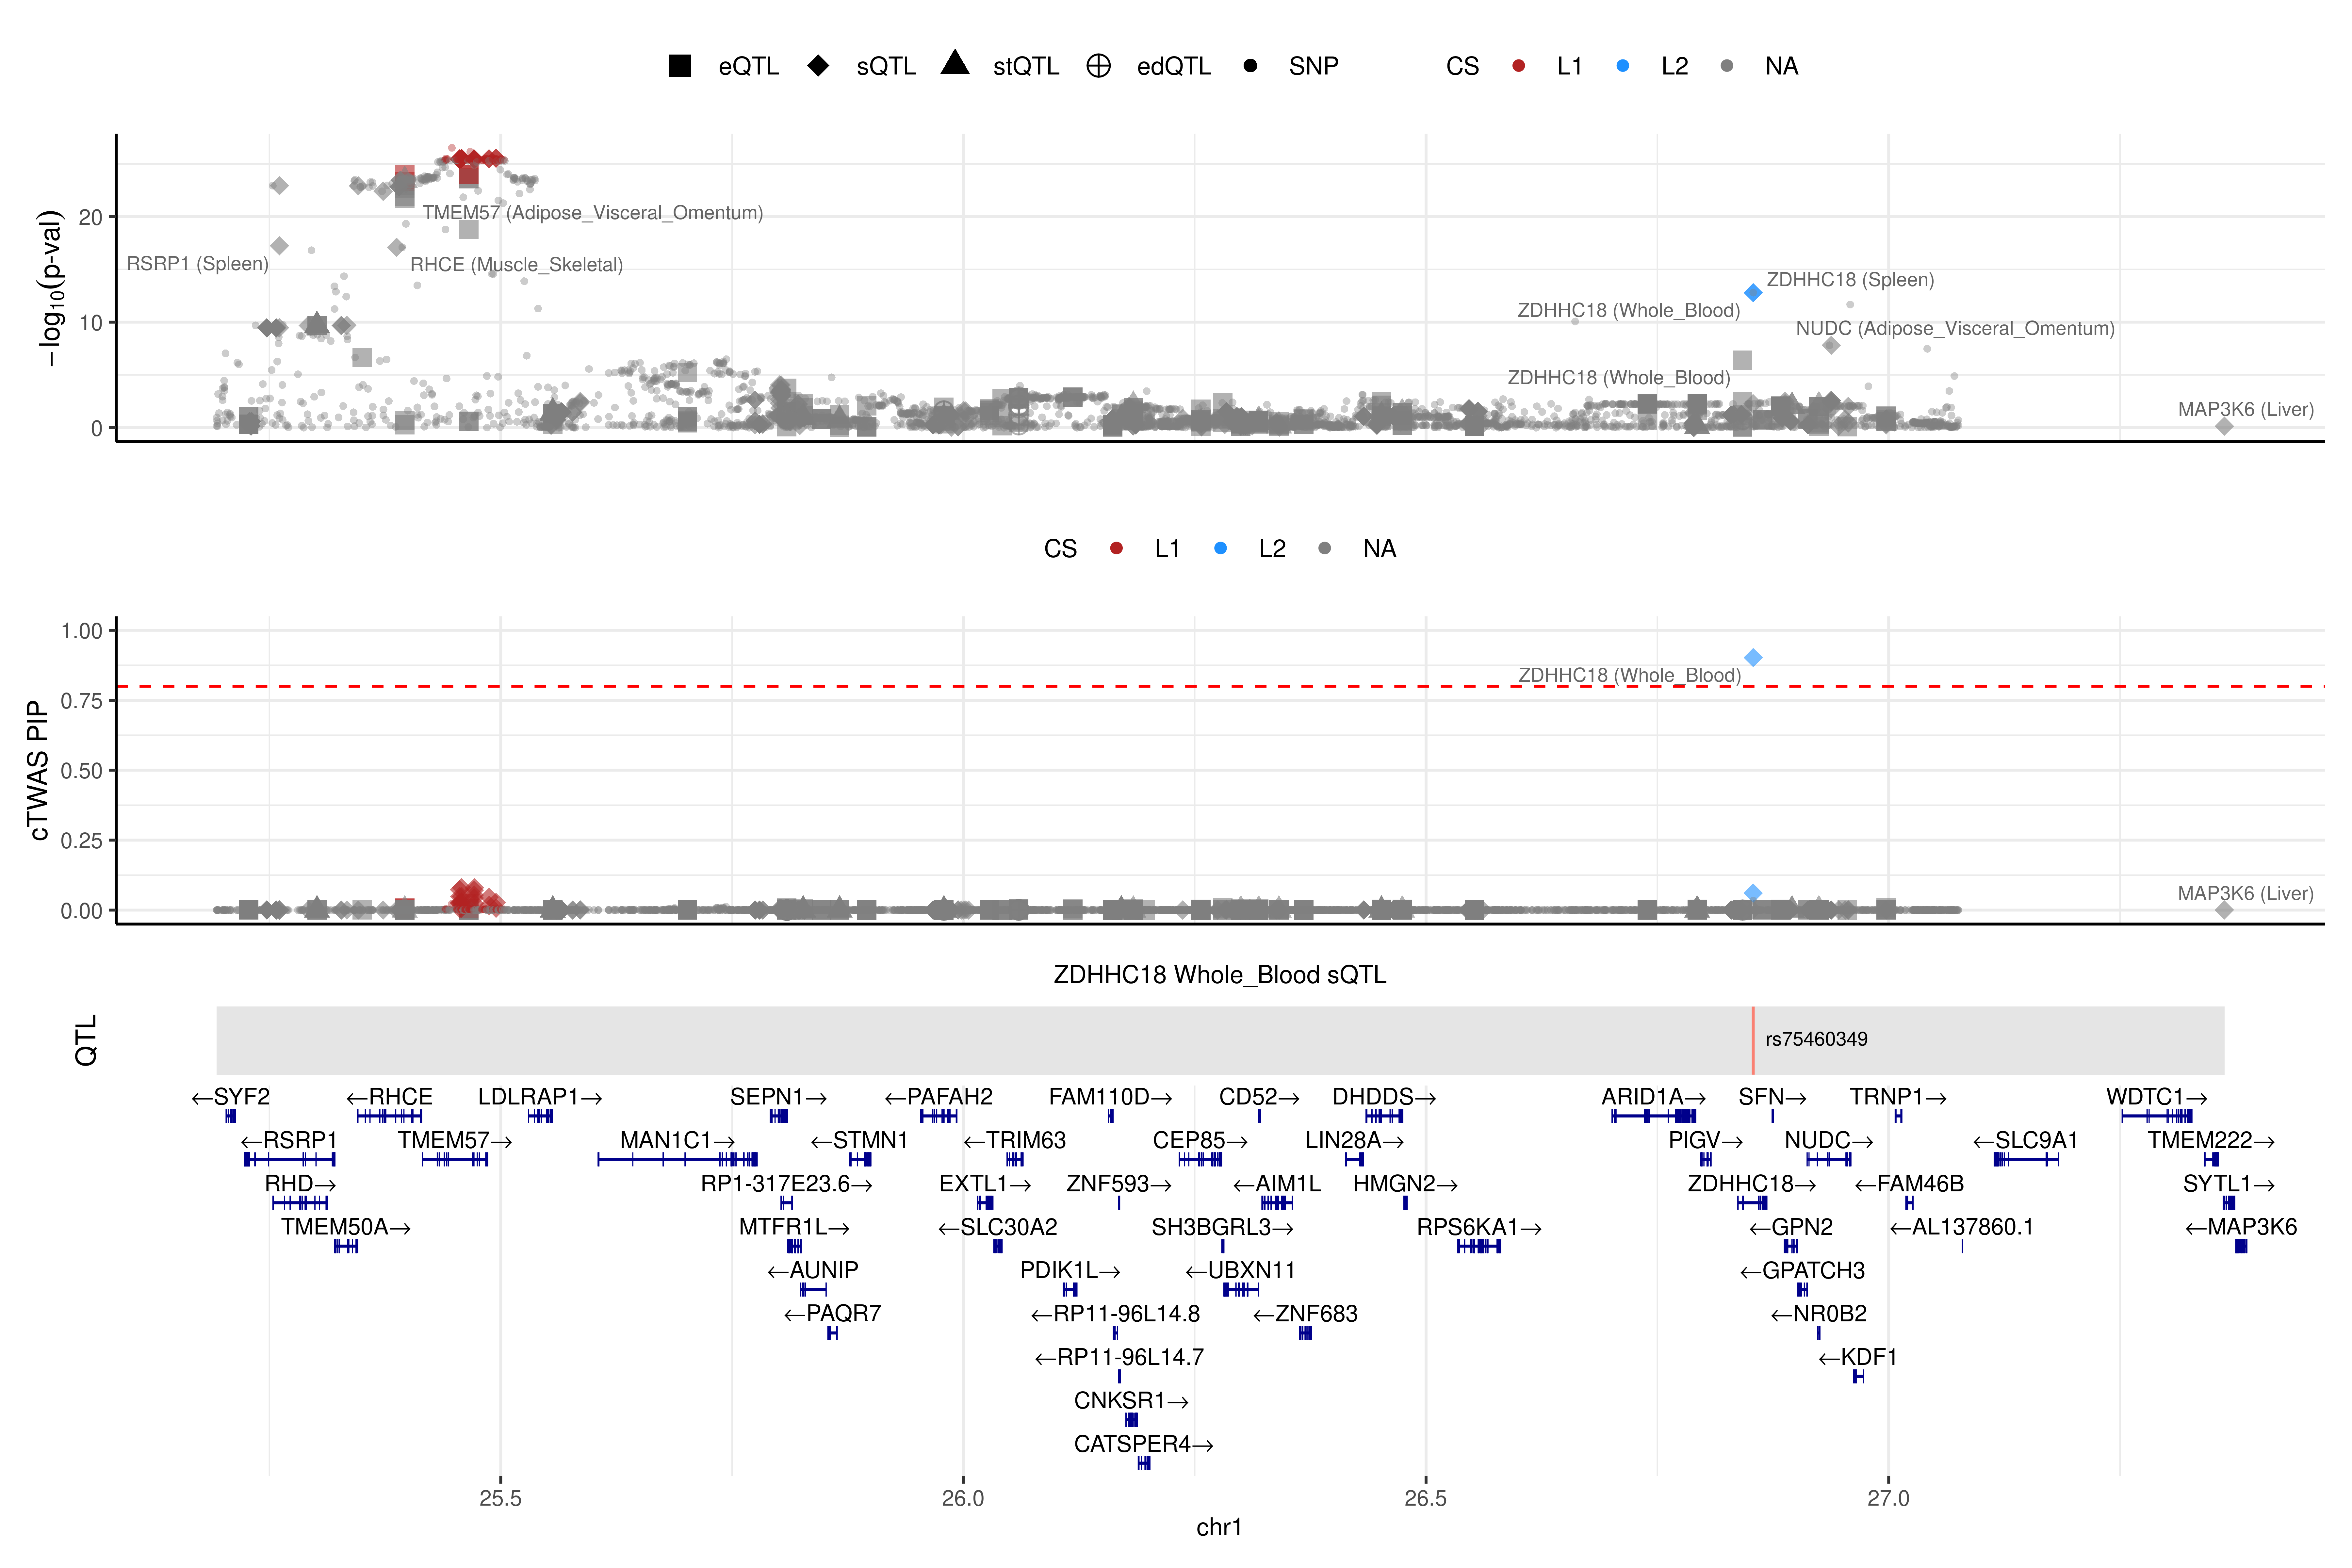 eQTL sQTL stQTL edQTL SNP CS L1 L2 NA
−log10(p-val)
20
10
0
TMEM57 (Adipose_Visceral_Omentum)
RSRP1 (Spleen)
RHCE (Muscle_Skeletal)
ZDHHC18 (Spleen)
ZDHHC18 (Whole_Blood)
NUDC (Adipose_Visceral_Omentum)
ZDHHC18 (Whole_Blood)
MAP3K6 (Liver)
CS L1 L2 NA
cTWAS PIP
1.00
0.75
0.50
0.25
0.00
ZDHHC18 (Whole_Blood)
MAP3K6 (Liver)
ZDHHC18 Whole_Blood sQTL
QTL
rs75460349
←SYF2 ←RHCE LDLRAP1→ SEPN1→ ←PAFAH2 FAM110D→ CD52→ DHDDS→ ARID1A→ SFN→ TRNP1→ WDTC1→
←RSRP1 TMEM57→ MAN1C1→ ←STMN1 ←TRIM63 CEP85→ LIN28A→ PIGV→ NUDC→ ←SLC9A1 TMEM222→
RHD→ RP1-317E23.6→ EXTL1→ ZNF593→ ←AIM1L HMGN2→ ZDHHC18→ ←FAM46B SYTL1→
TMEM50A→ MTFR1L→ ←SLC30A2 SH3BGRL3→ RPS6KA1→ ←GPN2 ←AL137860.1 ←MAP3K6
←AUNIP PDIK1L→ ←UBXN11 ←GPATCH3
←PAQR7 ←RP11-96L14.8 ←ZNF683 ←NR0B2
←RP11-96L14.7 ←KDF1
CNKSR1→
CATSPER4→
25.5 26.0 26.5 27.0
chr1